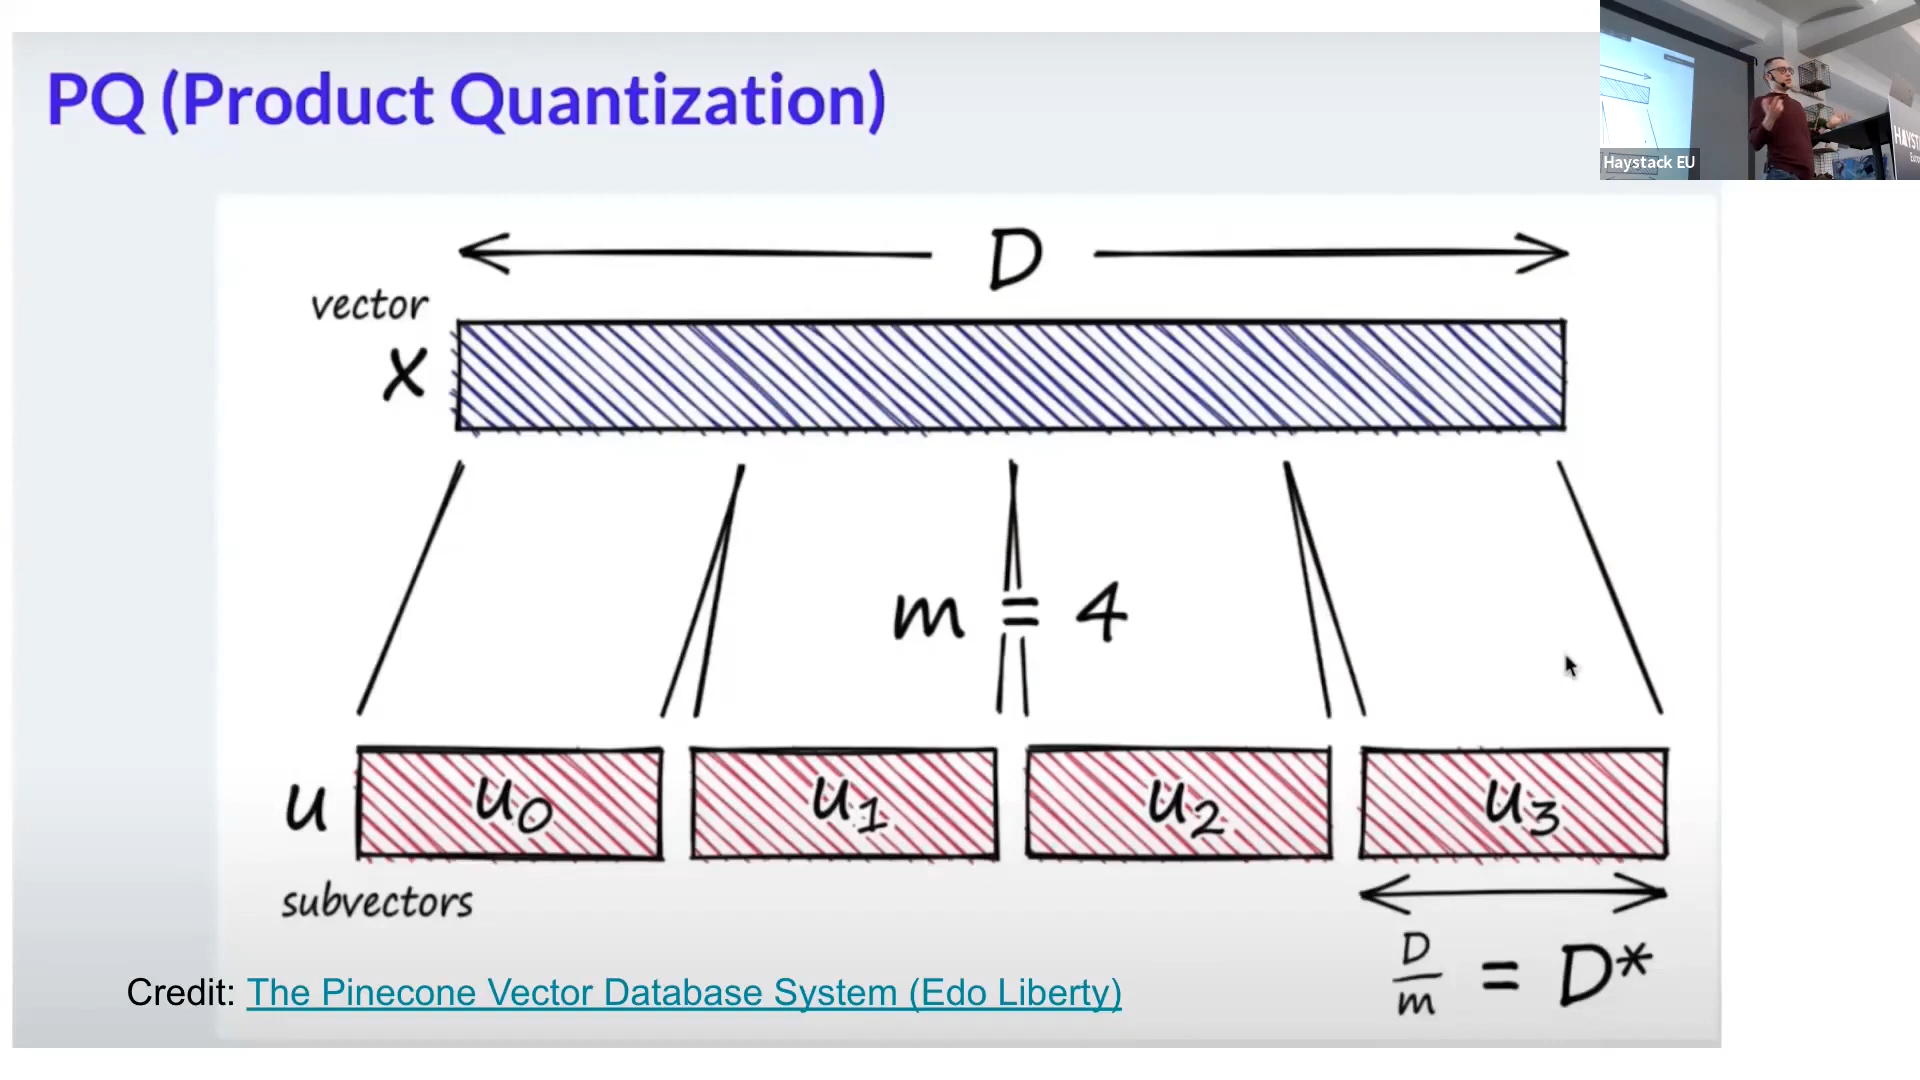 PQ (Product Quantization)
Haystack EU
D
vector
x
m = 4
u
u0
u1
u2
u3
subvectors
D
m
= D*
Credit: The Pinecone Vector Database System (Edo Liberty)